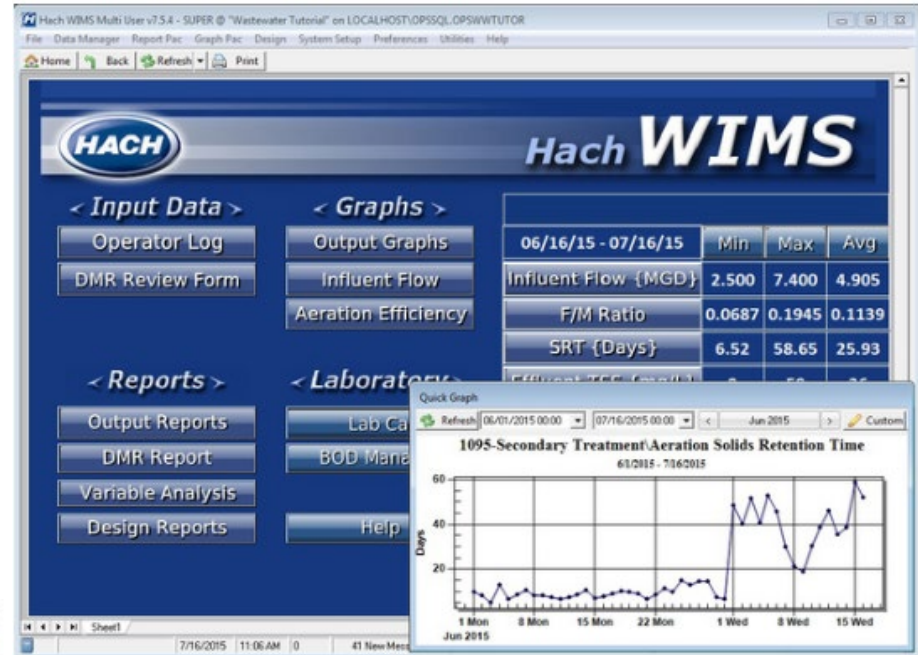 Hach WIMS Multi User v7.5.4 - SUPER @ "Wastewater Tutorial" on LOCALHOST\OPSSQL.OPSWWTUTOR
File Data Manager Report Pac Graph Pac Design System Setup Preferences Utilities Help
Home Back Refresh Print
HACH
Hach WIMS
< Input Data >
Operator Log
DMR Review Form
< Graphs >
Output Graphs
Influent Flow
Aeration Efficiency
06/16/15 - 07/16/15 Min Max Avg
Influent Flow {MGD} 2.500 7.400 4.905
F/M Ratio 0.0687 0.1945 0.1139
SRT {Days} 6.52 58.65 25.93
< Reports >
Output Reports
DMR Report
Variable Analysis
Design Reports
< Laboratory >
Lab Ca
BOD Mana
Help
Quick Graph
Refresh 06/01/2015 00:00 07/16/2015 00:00 < Jun 2015 > Custom
1095-Secondary Treatment\Aeration Solids Retention Time
6/1/2015 - 7/16/2015
Days
60
40
20
1 Mon 8 Mon 15 Mon 22 Mon 1 Wed 8 Wed 15 Wed
Jun 2015
Sheet1
7/16/2015 11:06 AM 0 41 New Mess